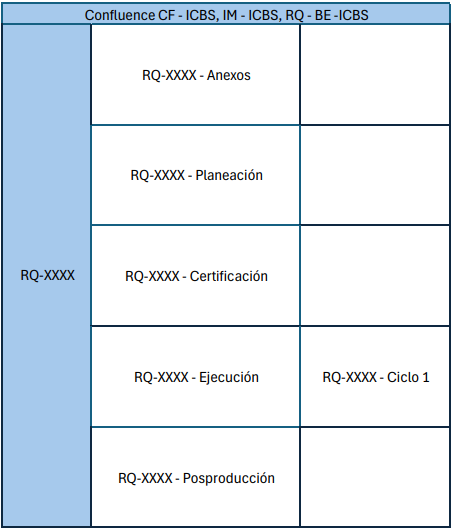 Confluence CF - ICBS, IM - ICBS, RQ - BE -ICBS
RQ-XXXX - Anexos
RQ-XXXX - Planeación
RQ-XXXX
RQ-XXXX - Certificación
RQ-XXXX - Ejecución
RQ-XXXX - Ciclo 1
RQ-XXXX - Posproducción